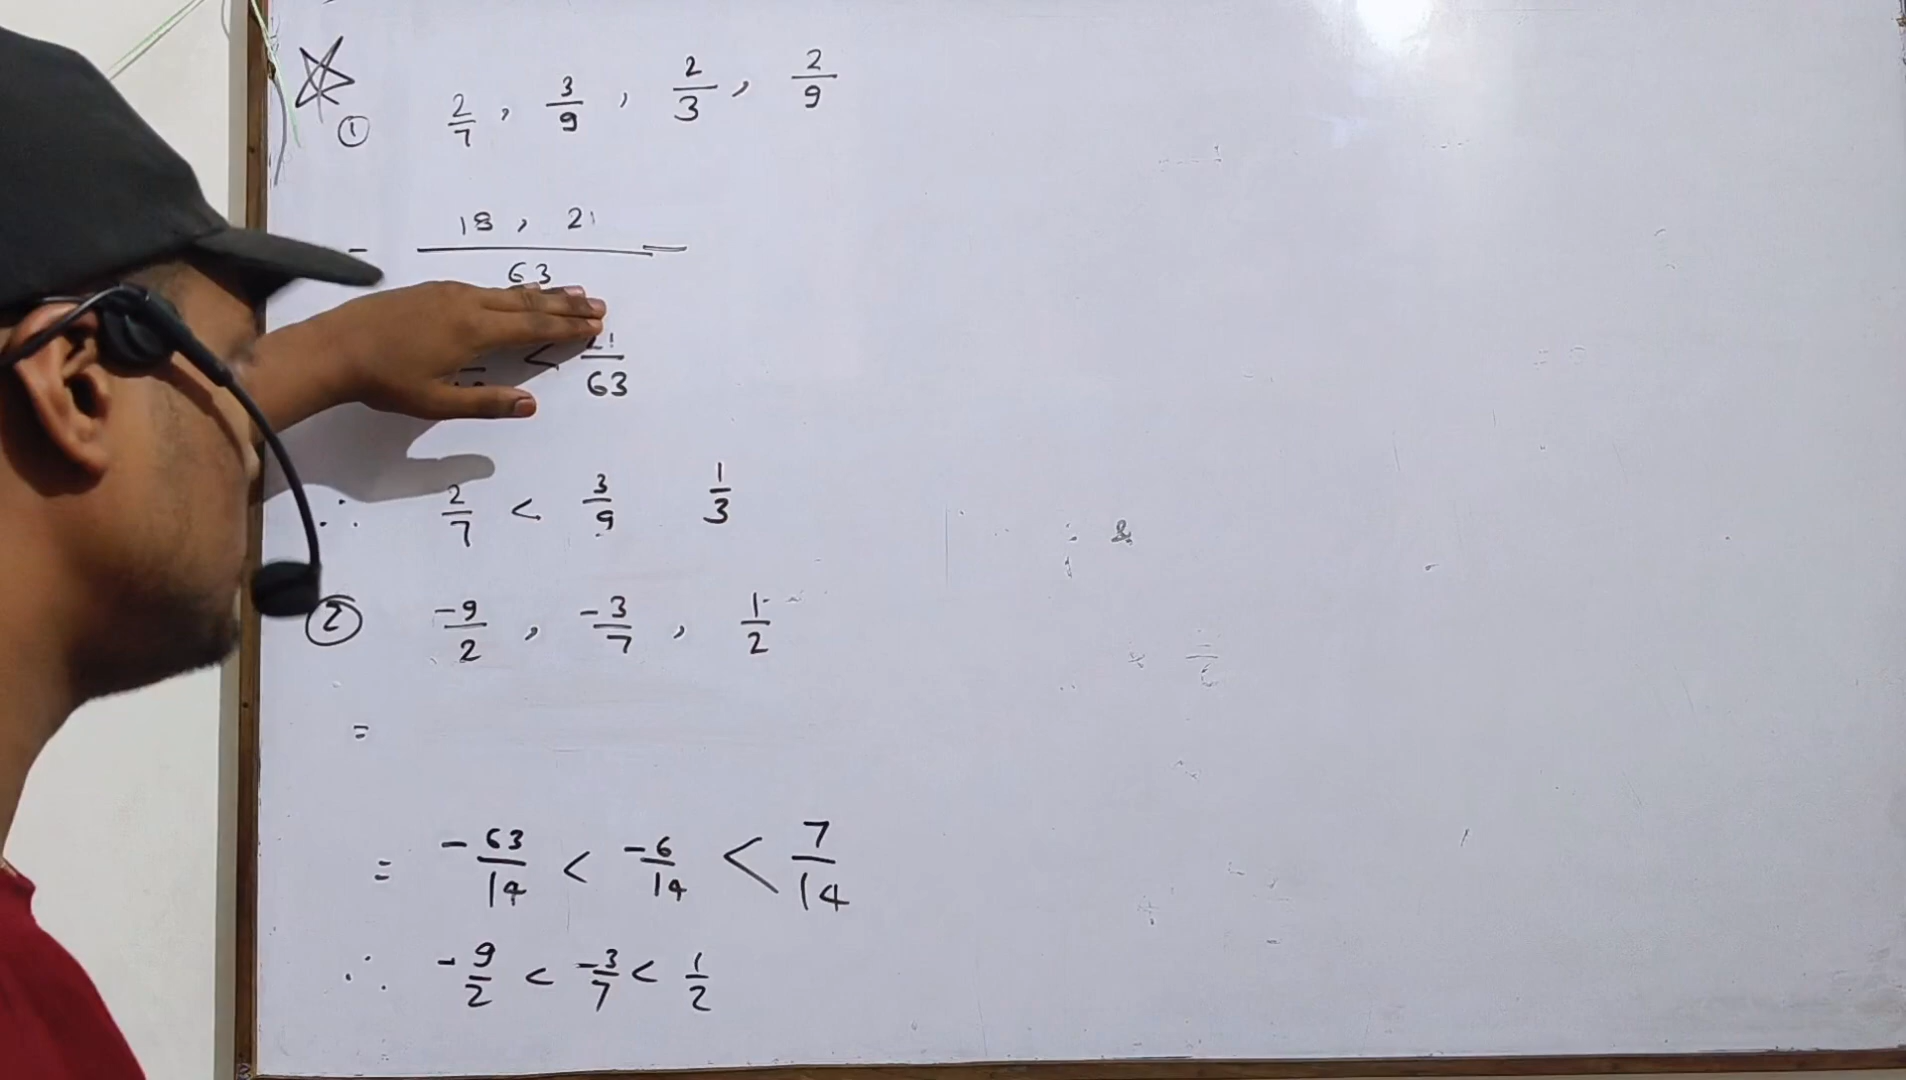 ① 2/7 , 3/9 , 2/3 , 2/9
= 18 , 21 / 63
< 21/63
∴ 2/7 < 3/9 1/3
② -9/2 , -3/7 , 1/2
=
= -63/14 < -6/14 < 7/14
∴ -9/2 < -3/7 < 1/2